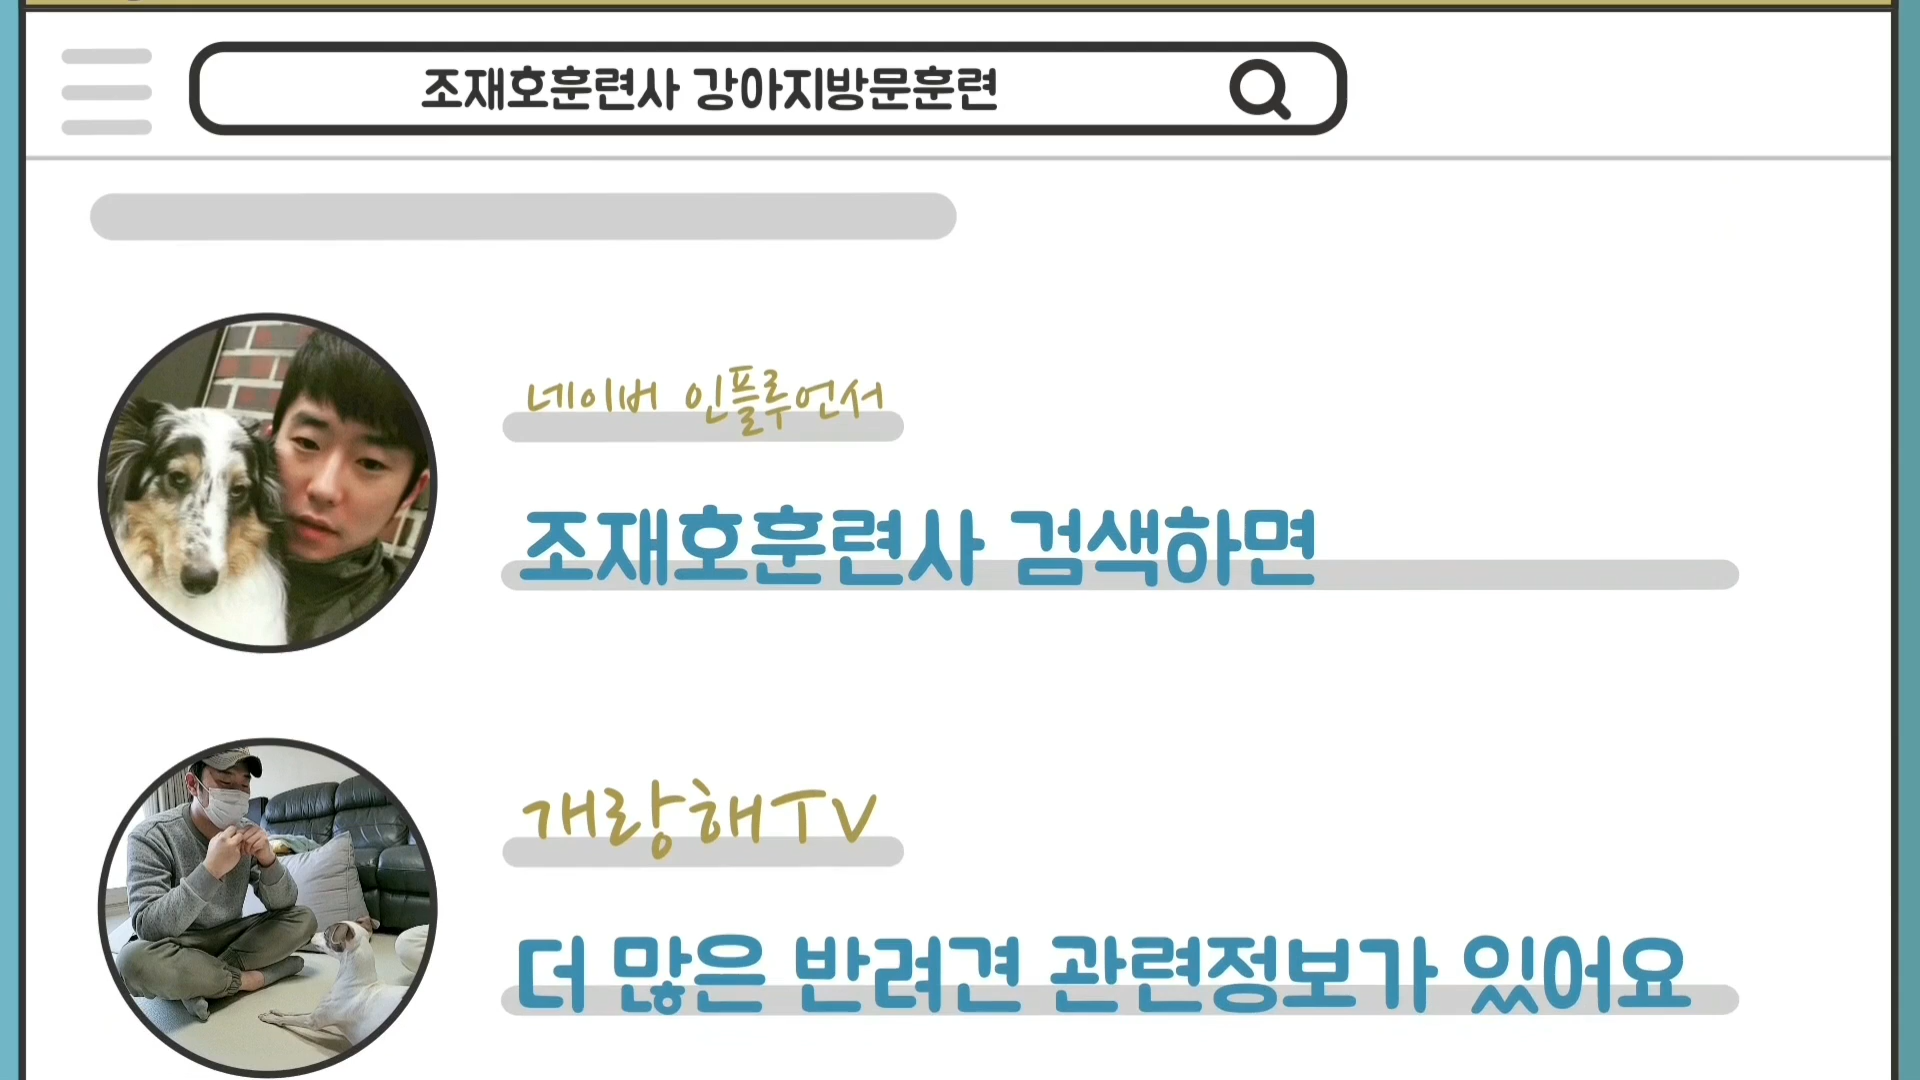 조재호훈련사 강아지방문훈련
네이버 인플루언서
조재호훈련사 검색하면
개랑해TV
더 많은 반려견 관련정보가 있어요